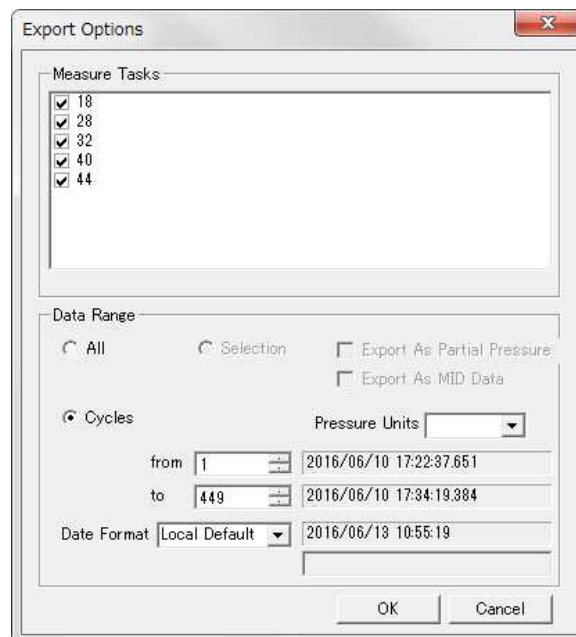 Export Options
Measure Tasks
18
28
32
40
44
Data Range
All
Selection
Export As Partial Pressure
Export As MID Data
Cycles
Pressure Units
from 1 2016/06/10 17:22:37.651
to 449 2016/06/10 17:34:19.384
Date Format Local Default 2016/06/13 10:55:19
OK
Cancel